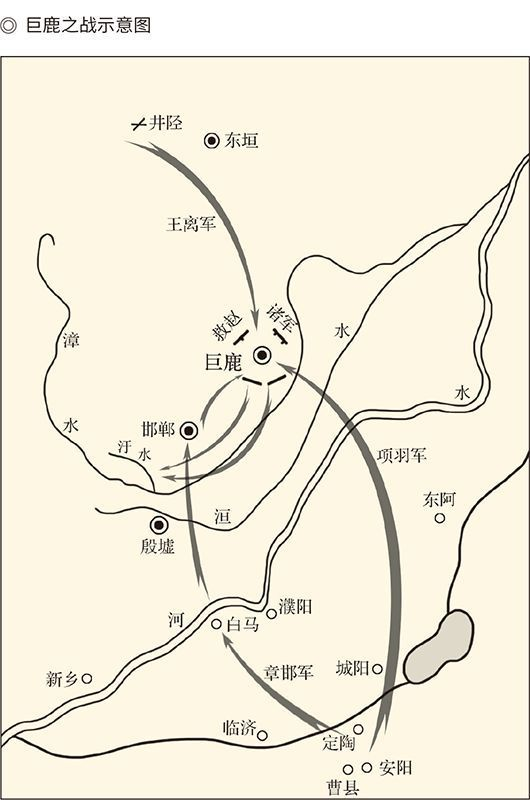 ◎ 巨鹿之战示意图
井陉
东垣
王离军
救赵
诸军
巨鹿
漳
水
水
水
邯郸
汙
水
项羽军
东阿
洹
殷墟
河
白马
濮阳
新乡
章邯军
城阳
临济
定陶
曹县
安阳